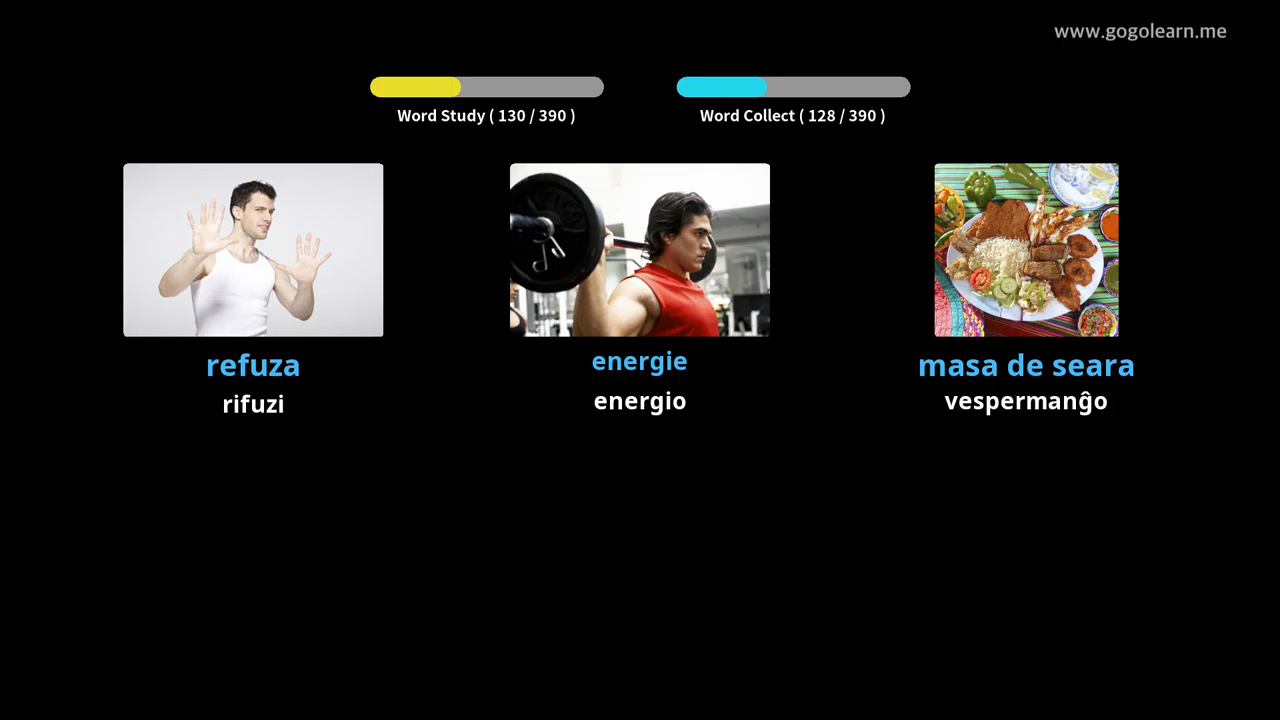 www.gogolearn.me
Word Study ( 130 / 390 )
Word Collect ( 128 / 390 )
refuza
rifuzi
energie
energio
masa de seara
vespermanĝo